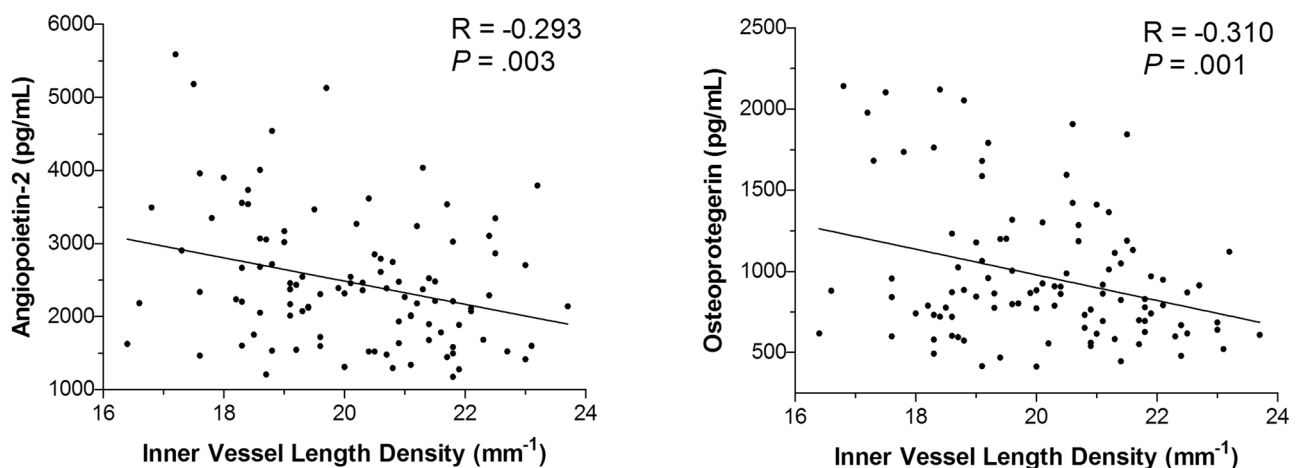 R = -0.293
P = .003
6000
5000
4000
3000
2000
1000
Angiopoietin-2 (pg/mL)
16 18 20 22 24
Inner Vessel Length Density (mm⁻¹)
R = -0.310
P = .001
2500
2000
1500
1000
500
Osteoprotegerin (pg/mL)
16 18 20 22 24
Inner Vessel Length Density (mm⁻¹)